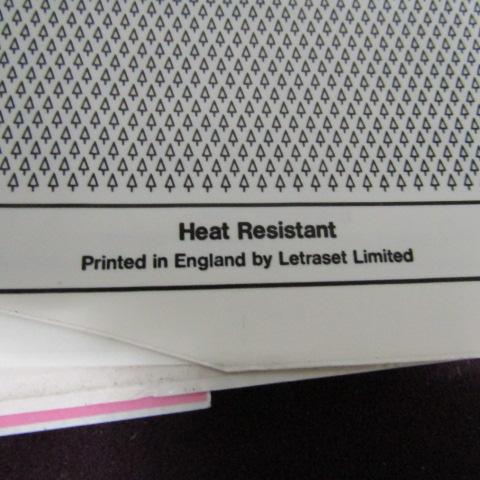 Heat Resistant
Printed in England by Letraset Limited